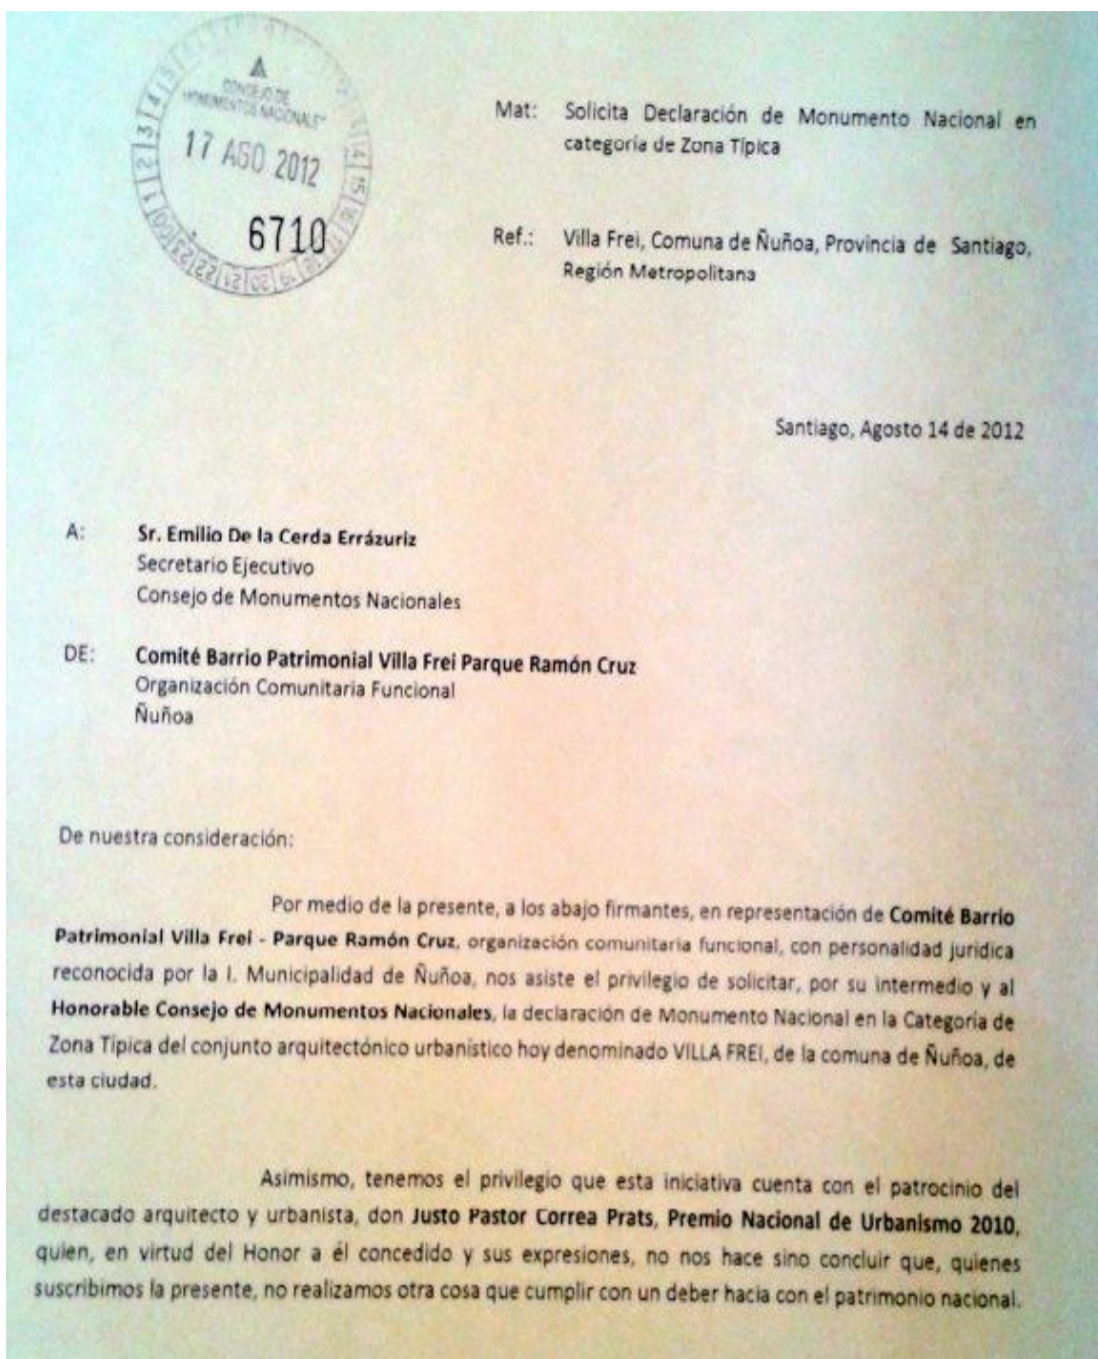 CONSEJO DE
MONUMENTOS NACIONALES
17 AGO 2012
6710
Mat: Solicita Declaración de Monumento Nacional en
categoría de Zona Típica
Ref.: Villa Frei, Comuna de Ñuñoa, Provincia de Santiago,
Región Metropolitana
Santiago, Agosto 14 de 2012
A: Sr. Emilio De la Cerda Errázuriz
Secretario Ejecutivo
Consejo de Monumentos Nacionales
DE: Comité Barrio Patrimonial Villa Frei Parque Ramón Cruz
Organización Comunitaria Funcional
Ñuñoa
De nuestra consideración:
Por medio de la presente, a los abajo firmantes, en representación de Comité Barrio
Patrimonial Villa Frei - Parque Ramón Cruz, organización comunitaria funcional, con personalidad jurídica
reconocida por la I. Municipalidad de Ñuñoa, nos asiste el privilegio de solicitar, por su intermedio y al
Honorable Consejo de Monumentos Nacionales, la declaración de Monumento Nacional en la Categoría de
Zona Típica del conjunto arquitectónico urbanístico hoy denominado VILLA FREI, de la comuna de Ñuñoa, de
esta ciudad.
Asimismo, tenemos el privilegio que esta iniciativa cuenta con el patrocinio del
destacado arquitecto y urbanista, don Justo Pastor Correa Prats, Premio Nacional de Urbanismo 2010,
quien, en virtud del Honor a él concedido y sus expresiones, no nos hace sino concluir que, quienes
suscribimos la presente, no realizamos otra cosa que cumplir con un deber hacia con el patrimonio nacional.